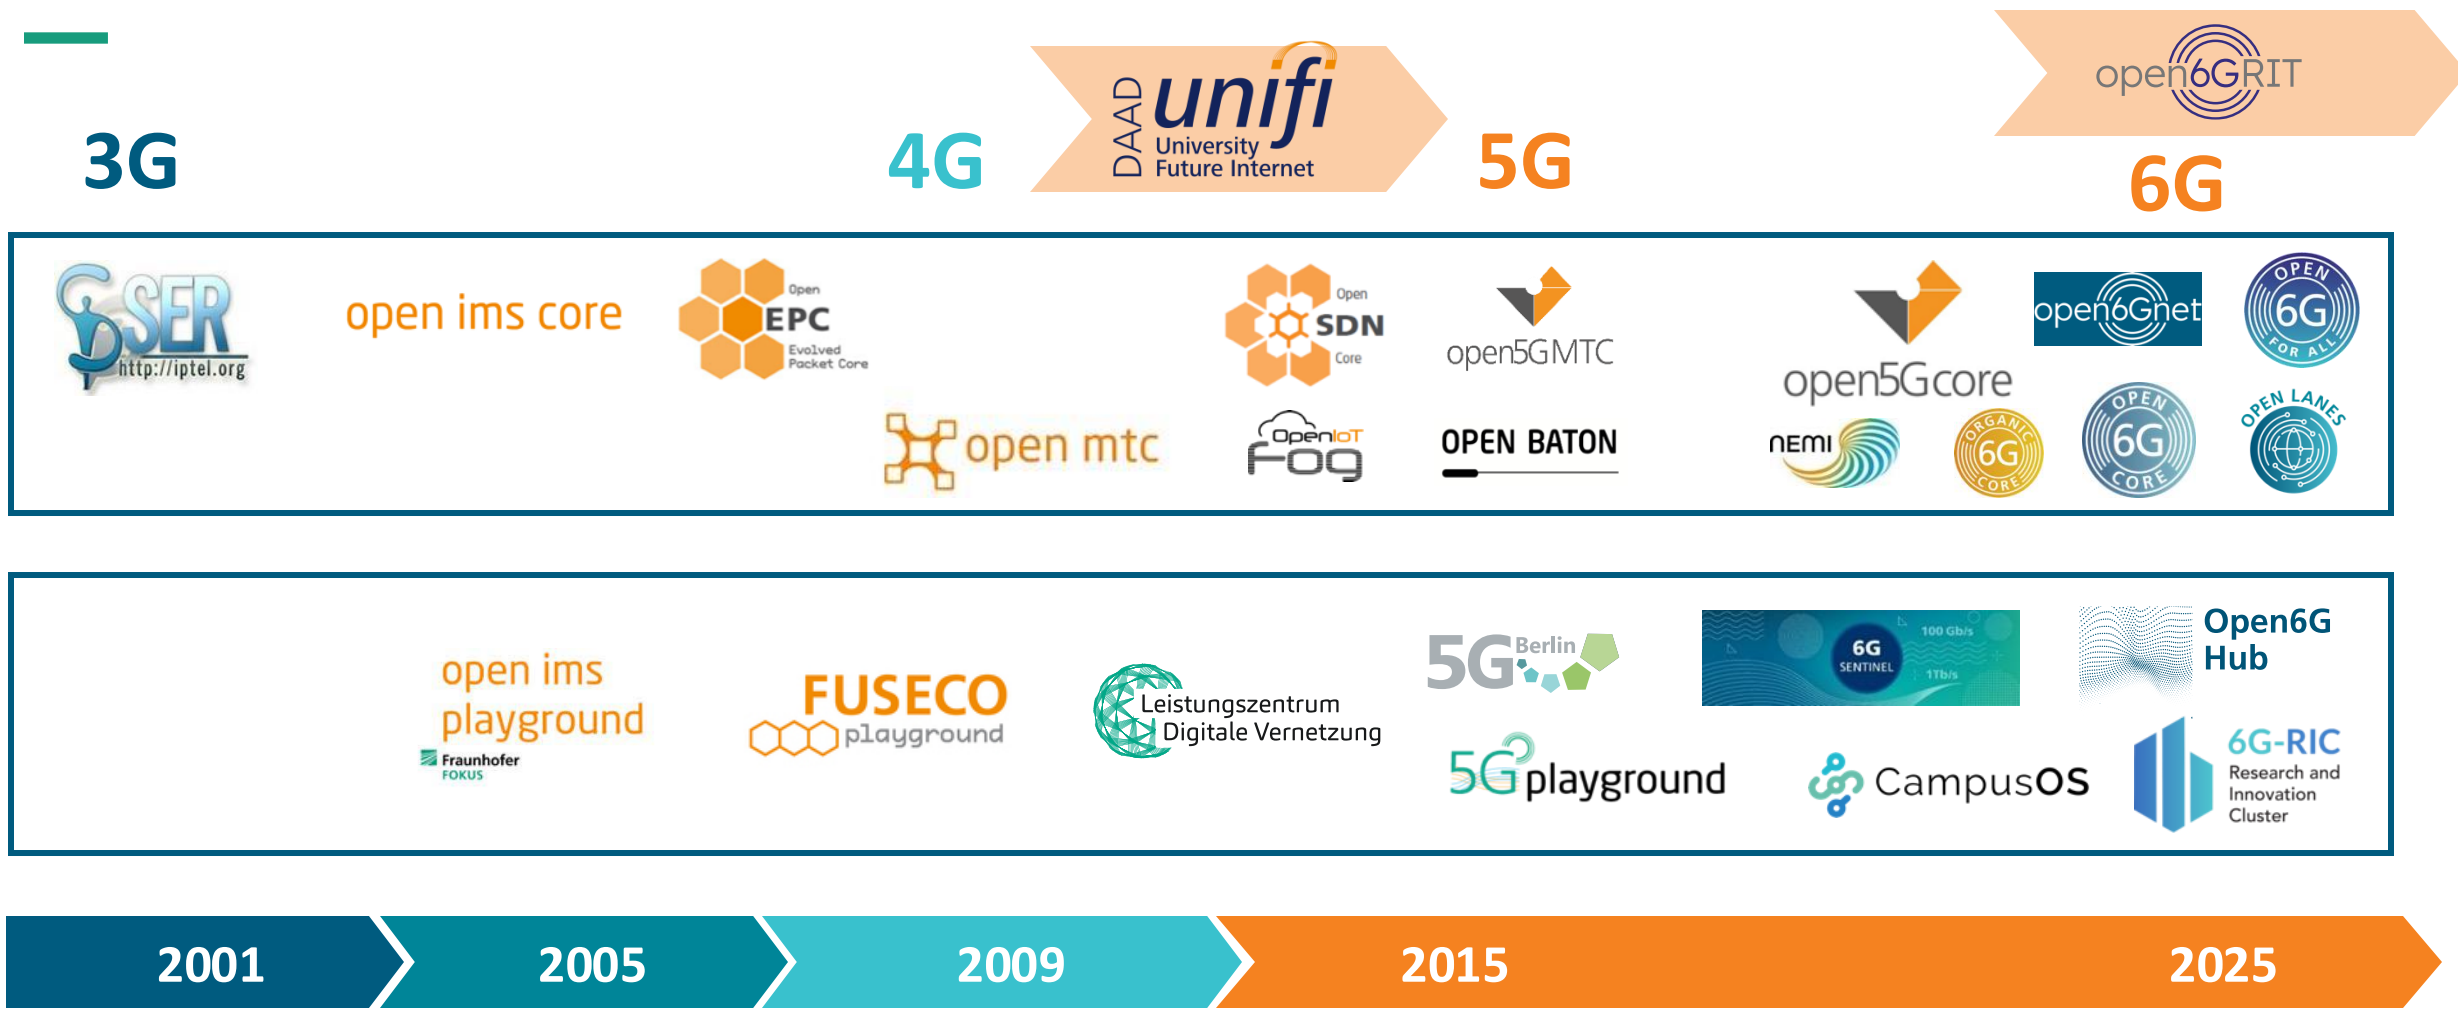 open6GRIT
DAAD
unifi
University
Future Internet
3G
4G
5G
6G
SER
http://iptel.org
open ims core
Open
EPC
Evolved
Packet Core
open mtc
Open
SDN
Core
OpenIoT
Fog
open5GMTC
OPEN BATON
open5Gcore
nemi
ORGANIC
6G
CORE
open6Gnet
OPEN
6G
CORE
OPEN
6G
FOR ALL
OPEN LANES
open ims
playground
Fraunhofer
FOKUS
FUSECO
playground
Leistungszentrum
Digitale Vernetzung
5G Berlin
5G playground
6G
SENTINEL
100 Gb/s
1Tb/s
CampusOS
Open6G
Hub
6G-RIC
Research and
Innovation
Cluster
2001
2005
2009
2015
2025